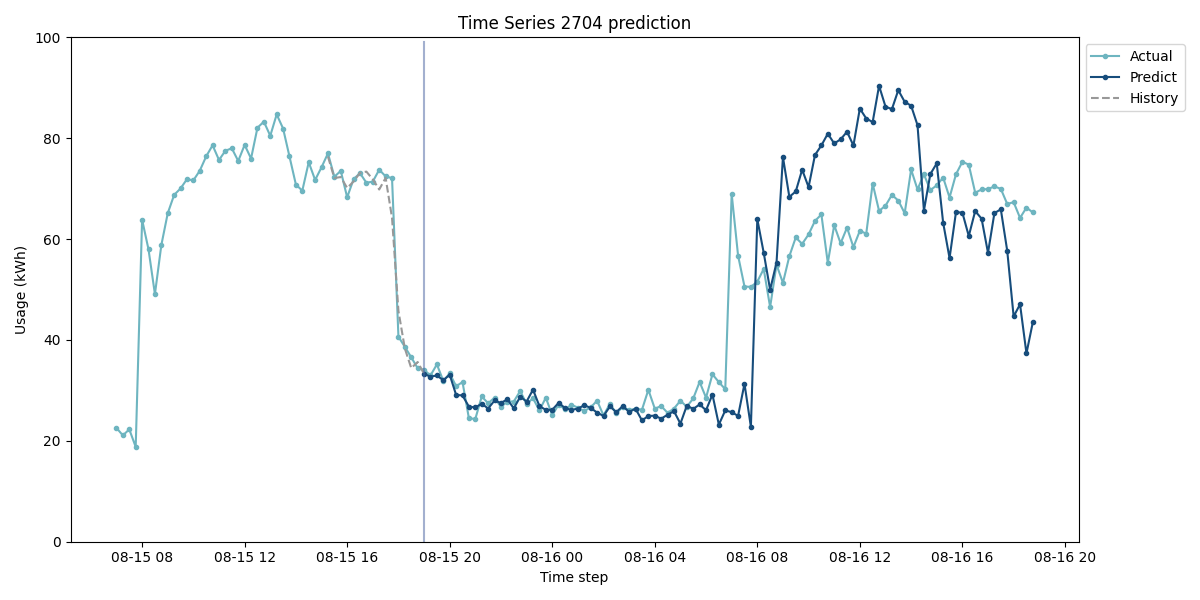 Time Series 2704 prediction
100
80
60
40
20
0
Usage (kWh)
08-15 08
08-15 12
08-15 16
08-15 20
08-16 00
08-16 04
08-16 08
08-16 12
08-16 16
08-16 20
Time step
Actual
Predict
History